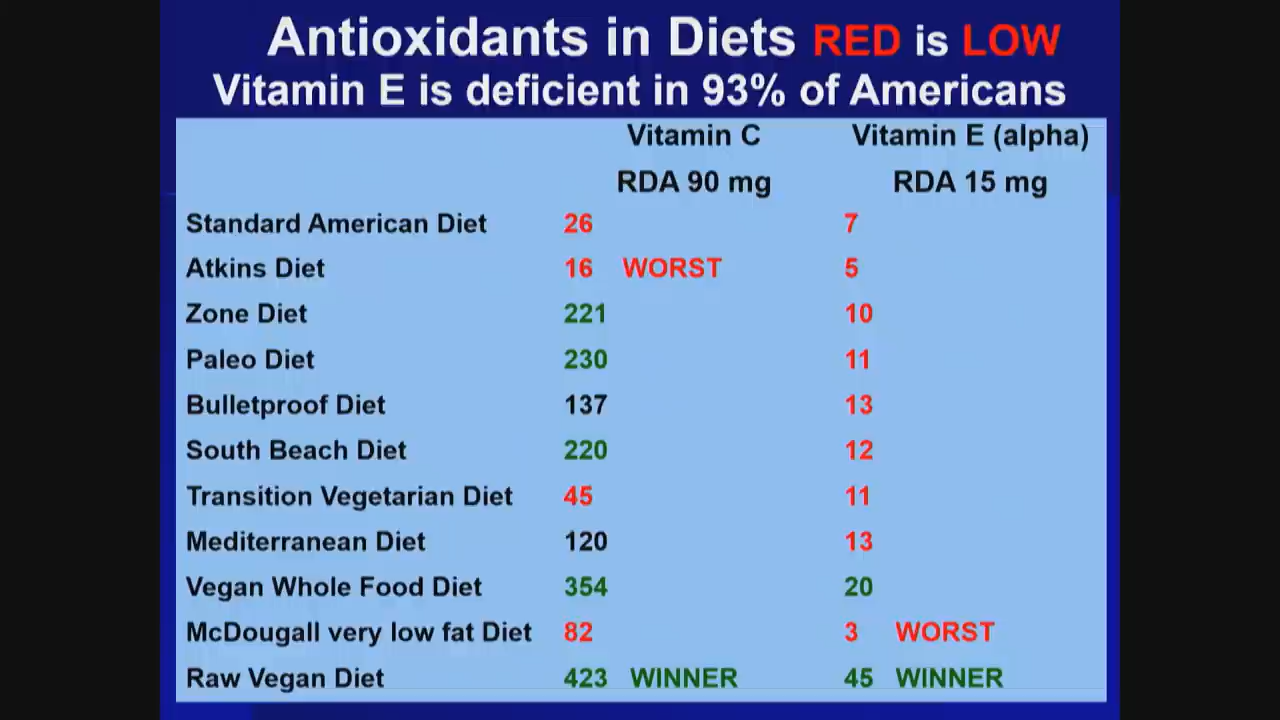 Antioxidants in Diets RED is LOW
Vitamin E is deficient in 93% of Americans
Vitamin C Vitamin E (alpha)
RDA 90 mg RDA 15 mg
Standard American Diet 26 7
Atkins Diet 16 WORST 5
Zone Diet 221 10
Paleo Diet 230 11
Bulletproof Diet 137 13
South Beach Diet 220 12
Transition Vegetarian Diet 45 11
Mediterranean Diet 120 13
Vegan Whole Food Diet 354 20
McDougall very low fat Diet 82 3 WORST
Raw Vegan Diet 423 WINNER 45 WINNER